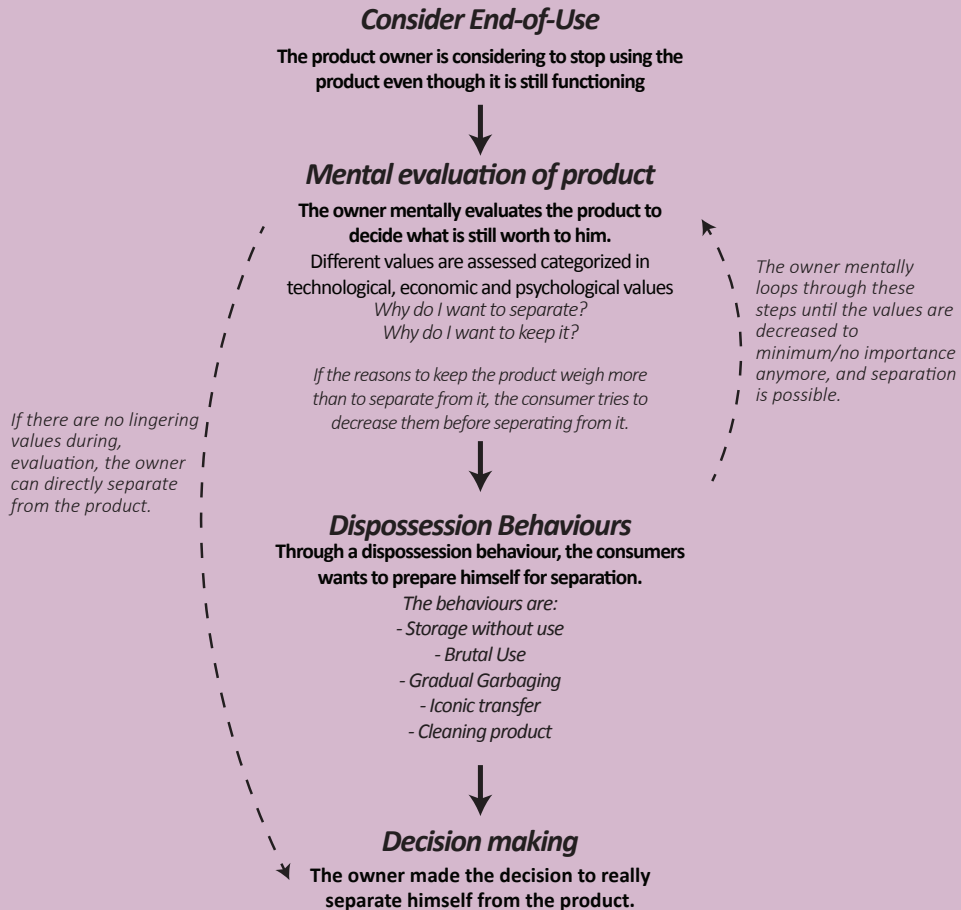 Consider End-of-Use
The product owner is considering to stop using the
product even though it is still functioning
Mental evaluation of product
The owner mentally evaluates the product to
decide what is still worth to him.
Different values are assessed categorized in
technological, economic and psychological values
Why do I want to separate?
Why do I want to keep it?
If the reasons to keep the product weigh more
than to separate from it, the consumer tries to
decrease them before seperating from it.
The owner mentally
loops through these
steps until the values are
decreased to
minimum/no importance
anymore, and separation
is possible.
If there are no lingering
values during,
evaluation, the owner
can directly separate
from the product.
Dispossession Behaviours
Through a dispossession behaviour, the consumers
wants to prepare himself for separation.
The behaviours are:
- Storage without use
- Brutal Use
- Gradual Garbaging
- Iconic transfer
- Cleaning product
Decision making
The owner made the decision to really
separate himself from the product.